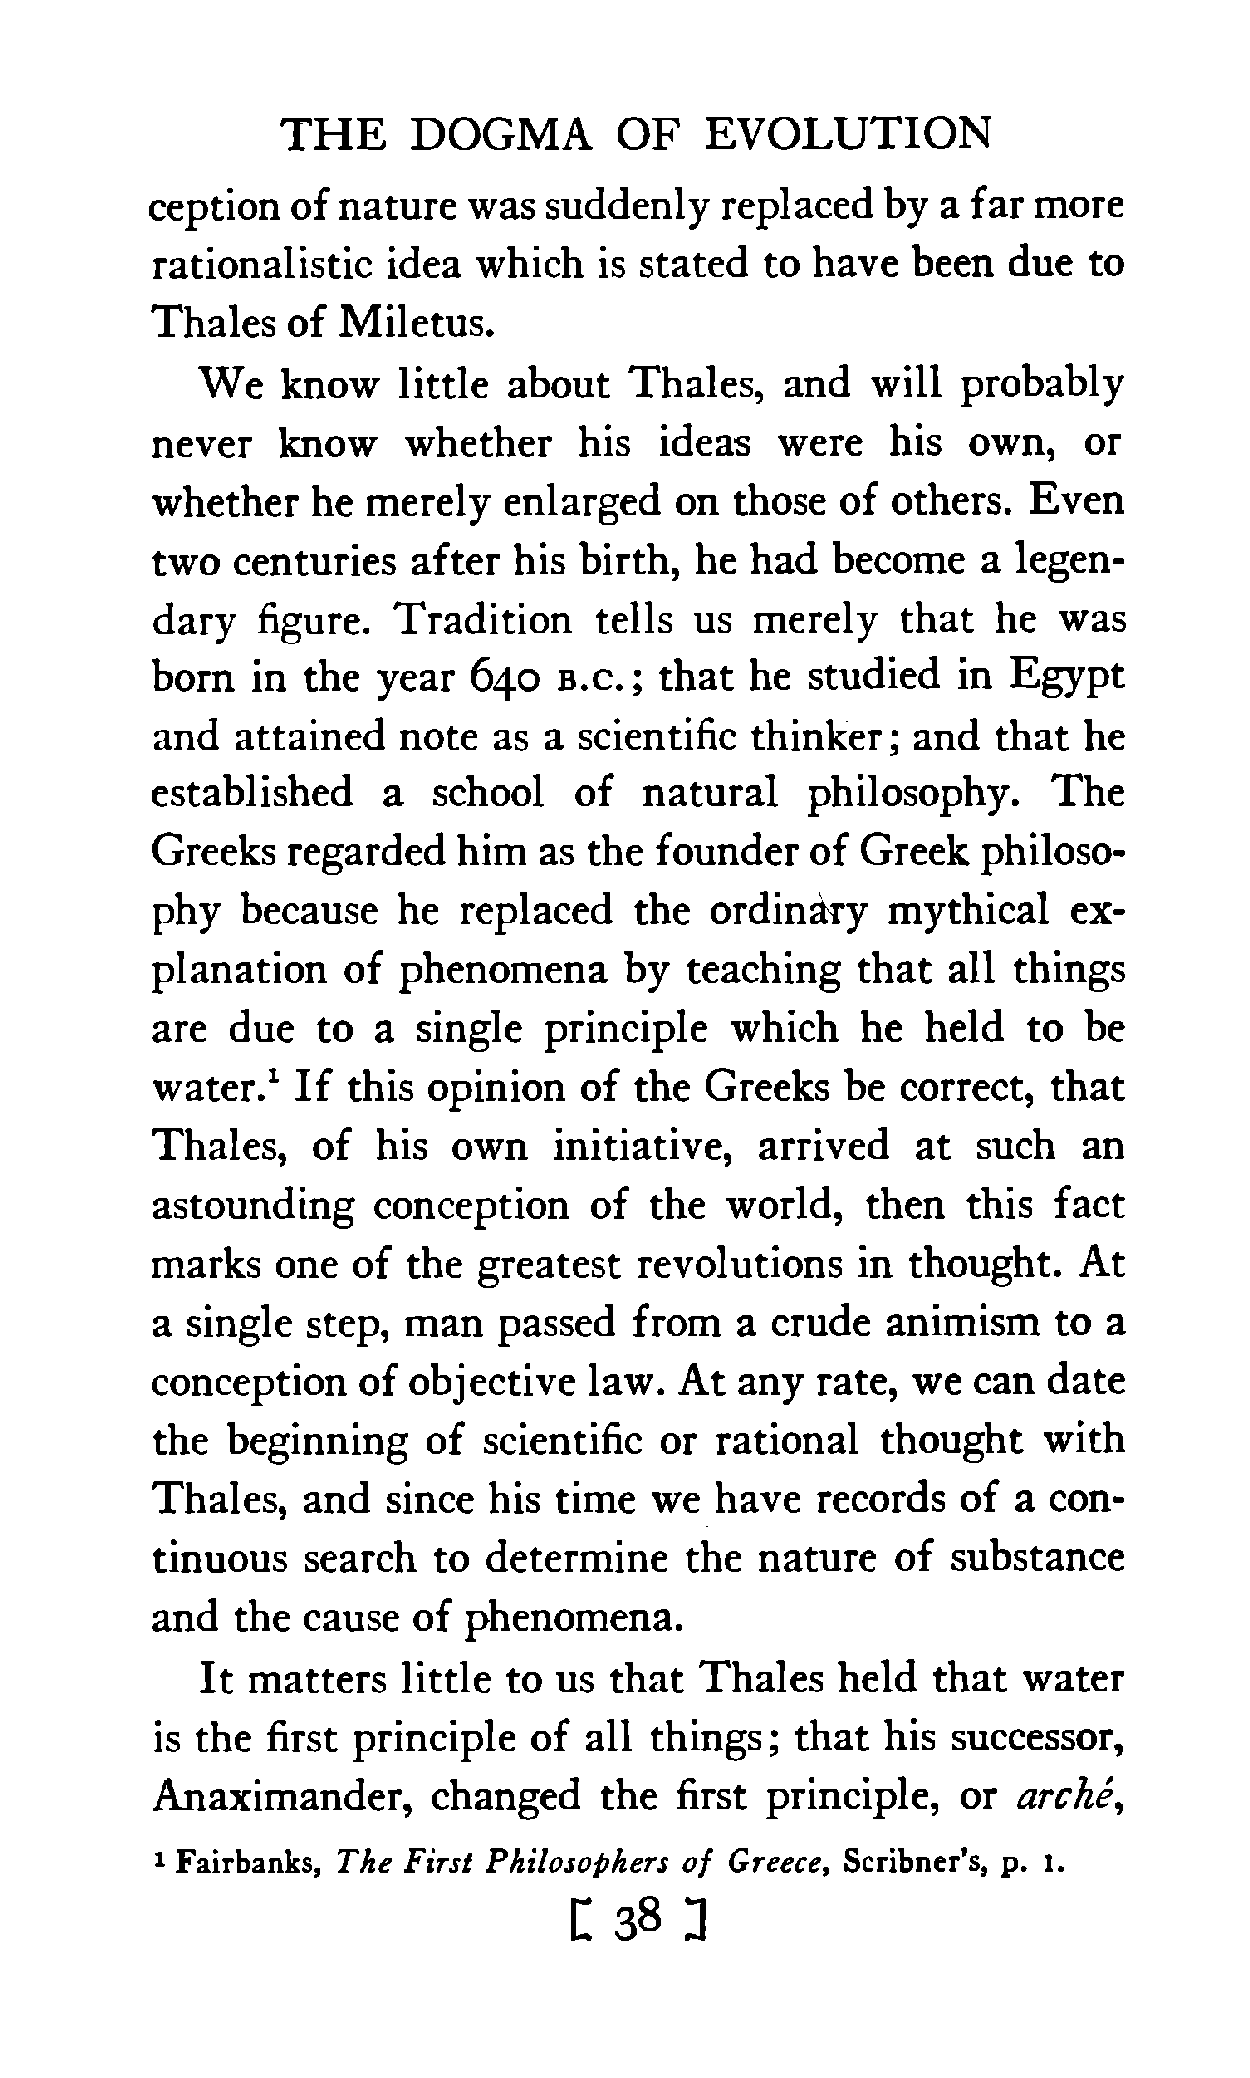 THE DOGMA OF EVOLUTION
ception of nature was suddenly replaced by a far more
rationalistic idea which is stated to have been due to
Thales of Miletus.
We know little about Thales, and will probably
never know whether his ideas were his own, or
whether he merely enlarged on those of others. Even
two centuries after his birth, he had become a legen-
dary figure. Tradition tells us merely that he was
born in the year 640 B.C.; that he studied in Egypt
and attained note as a scientific thinker; and that he
established a school of natural philosophy. The
Greeks regarded him as the founder of Greek philoso-
phy because he replaced the ordinary mythical ex-
planation of phenomena by teaching that all things
are due to a single principle which he held to be
water.¹ If this opinion of the Greeks be correct, that
Thales, of his own initiative, arrived at such an
astounding conception of the world, then this fact
marks one of the greatest revolutions in thought. At
a single step, man passed from a crude animism to a
conception of objective law. At any rate, we can date
the beginning of scientific or rational thought with
Thales, and since his time we have records of a con-
tinuous search to determine the nature of substance
and the cause of phenomena.
It matters little to us that Thales held that water
is the first principle of all things; that his successor,
Anaximander, changed the first principle, or arché,
¹ Fairbanks, The First Philosophers of Greece, Scribner's, p. 1.
[ 38 ]